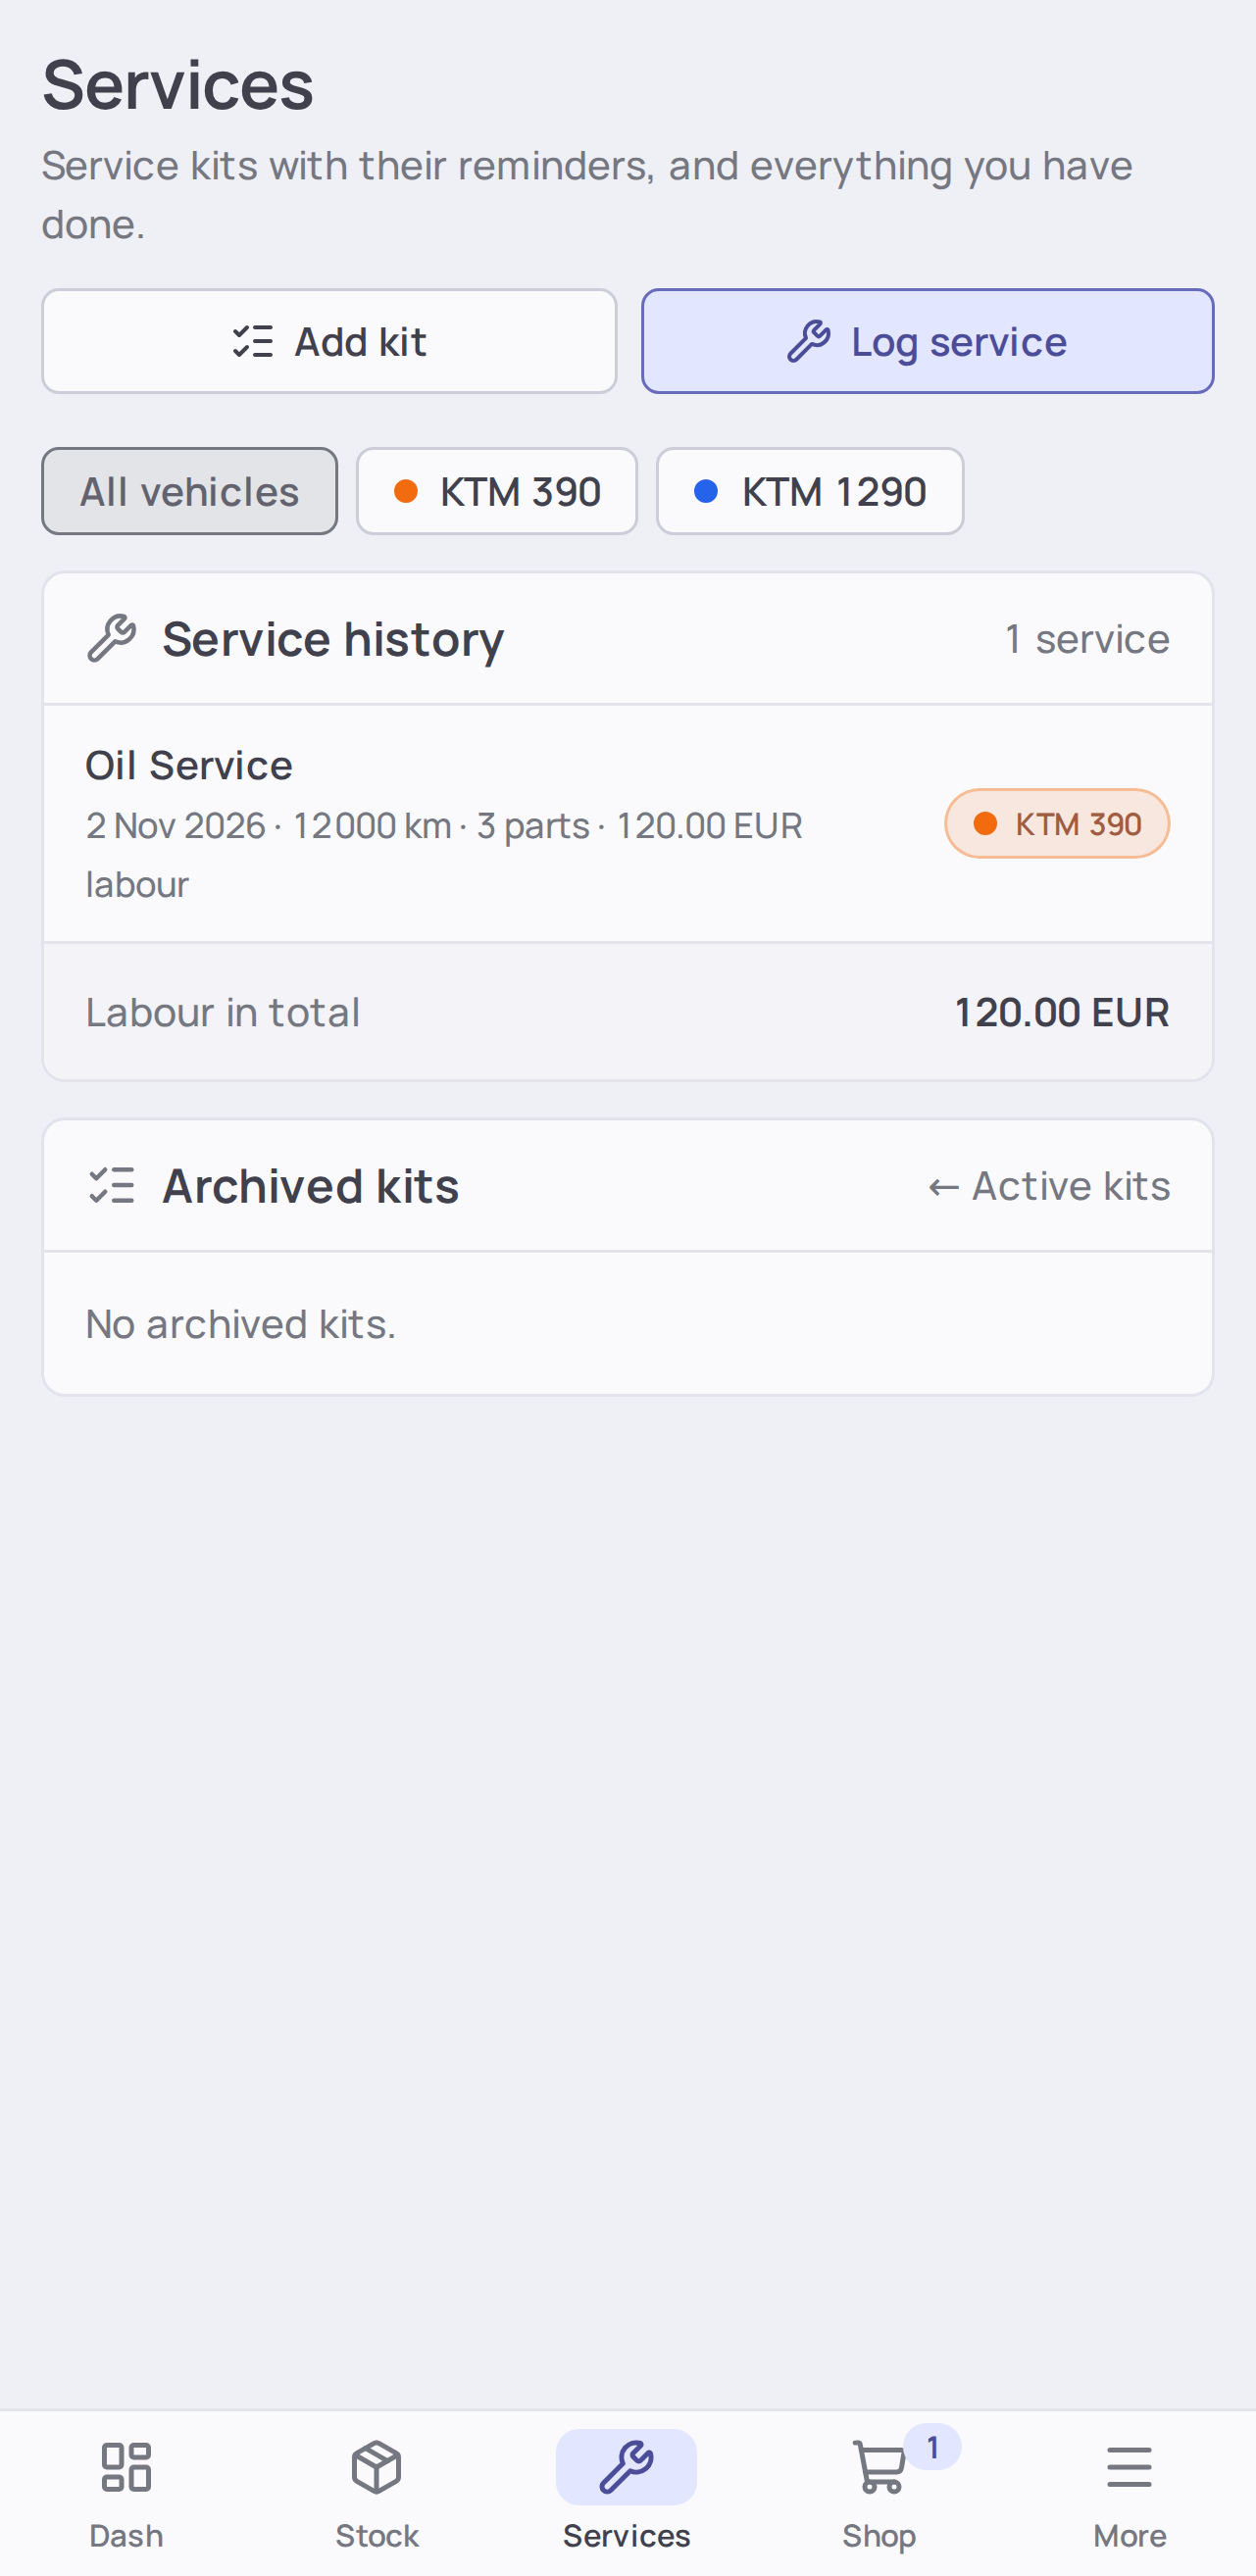 Services
Service kits with their reminders, and everything you have
done.
Add kit
Log service
All vehicles
KTM 390
KTM 1290
Service history
1 service
Oil Service
2 Nov 2026 · 12 000 km · 3 parts · 120.00 EUR
labour
KTM 390
Labour in total
120.00 EUR
Archived kits
← Active kits
No archived kits.
1
Dash
Stock
Services
Shop
More